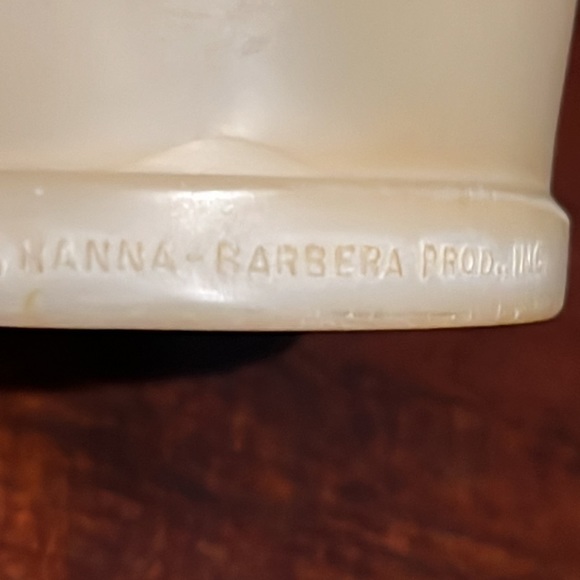 , HANNA-BARBERA PROD., INC